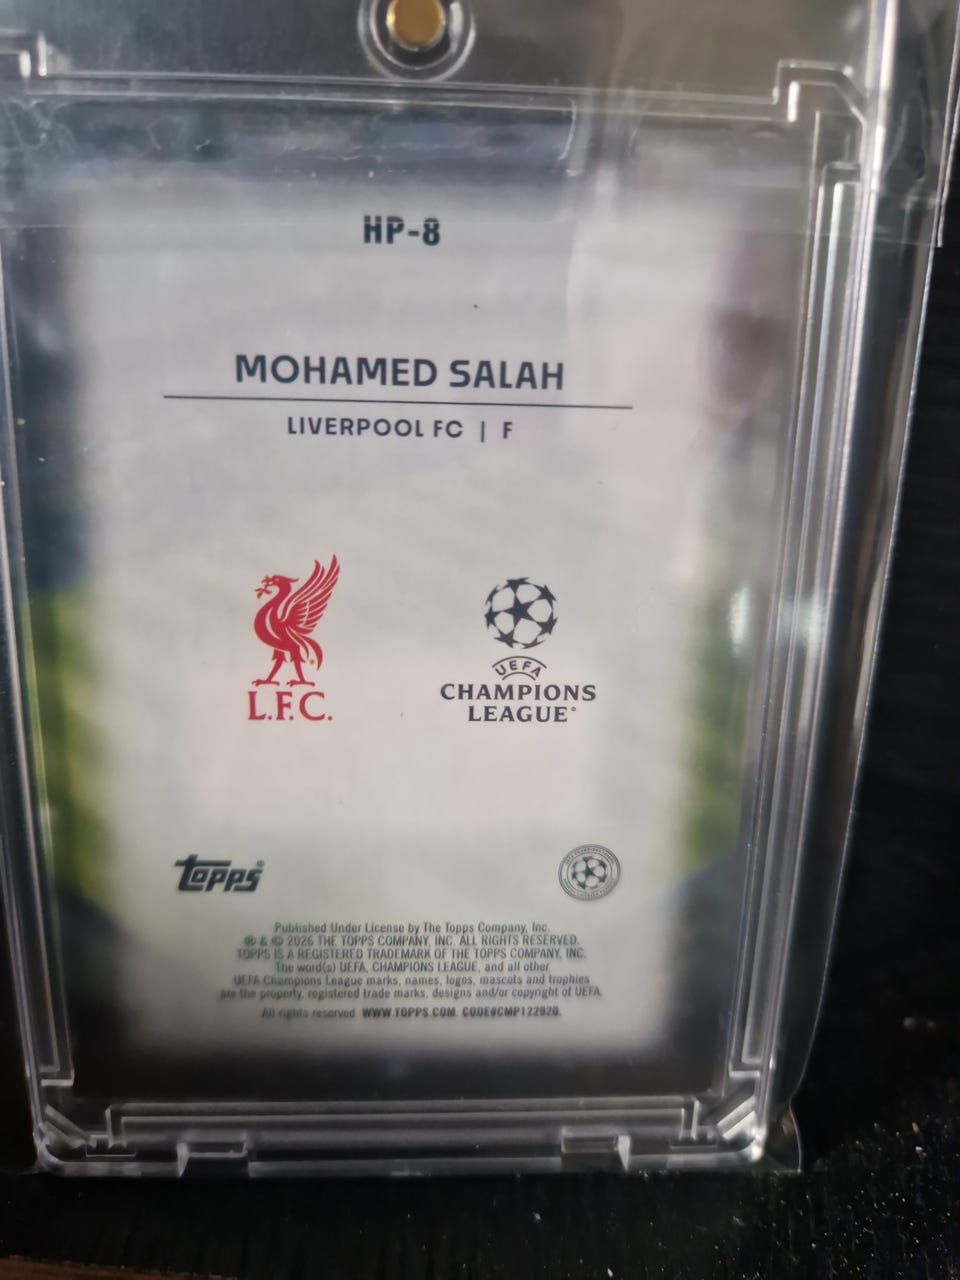 HP-8
MOHAMED SALAH
LIVERPOOL FC | F
L.F.C.
UEFA
CHAMPIONS
LEAGUE®
Topps®
Published Under License by The Topps Company, Inc.
® & © 2026 THE TOPPS COMPANY, INC. ALL RIGHTS RESERVED.
TOPPS IS A REGISTERED TRADEMARK OF THE TOPPS COMPANY, INC.
The word(s) UEFA, CHAMPIONS LEAGUE, and all other
UEFA Champions League marks, names, logos, mascots and trophies
are the property, registered trade marks, designs and/or copyright of UEFA.
All rights reserved. WWW.TOPPS.COM. CODE#CMP122920.